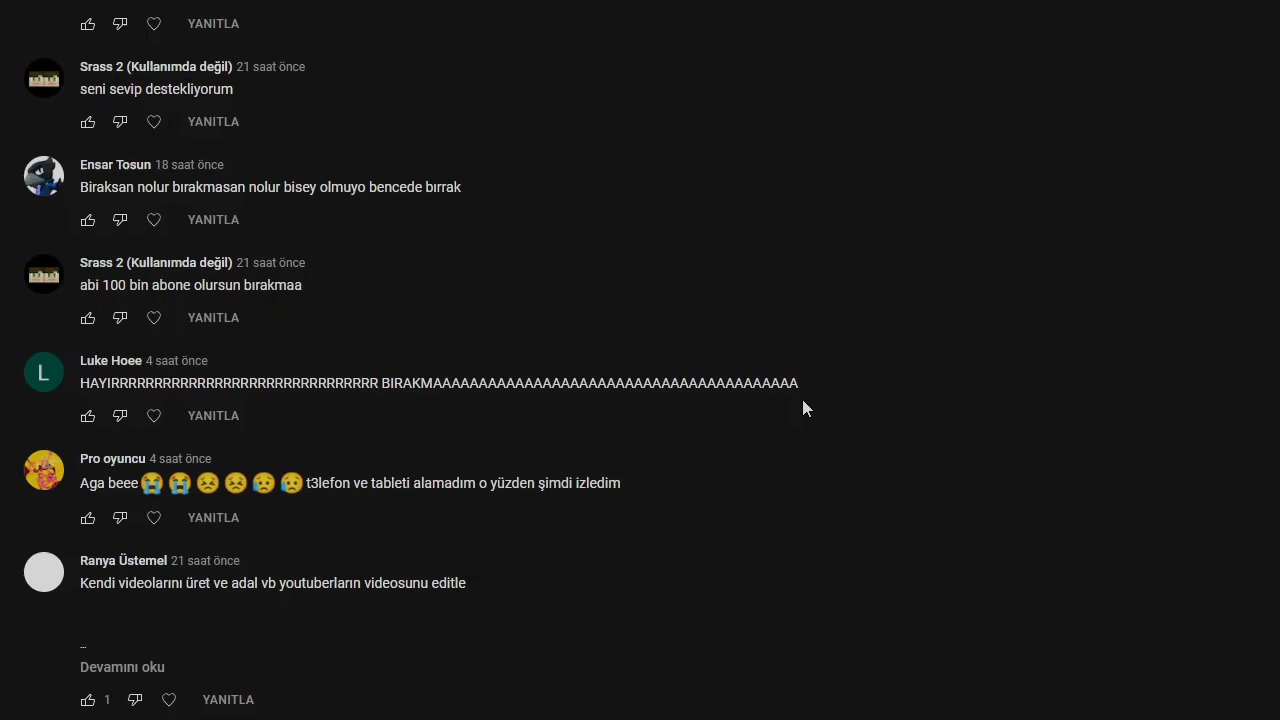 YANITLA
Srass 2 (Kullanımda değil) 21 saat önce
seni sevip destekliyorum
YANITLA
Ensar Tosun 18 saat önce
Biraksan nolur bırakmasan nolur bisey olmuyo bencede bırrak
YANITLA
Srass 2 (Kullanımda değil) 21 saat önce
abi 100 bin abone olursun bırakmaa
YANITLA
L
Luke Hoee 4 saat önce
HAYIRRRRRRRRRRRRRRRRRRRRRRRRRRRRRRR BIRAKMAAAAAAAAAAAAAAAAAAAAAAAAAAAAAAAAAAAAAAAA
YANITLA
Pro oyuncu 4 saat önce
Aga beee😭😭😣😣😥😥t3lefon ve tableti alamadım o yüzden şimdi izledim
YANITLA
Ranya Üstemel 21 saat önce
Kendi videolarını üret ve adal vb youtuberların videosunu editle
...
Devamını oku
1 YANITLA